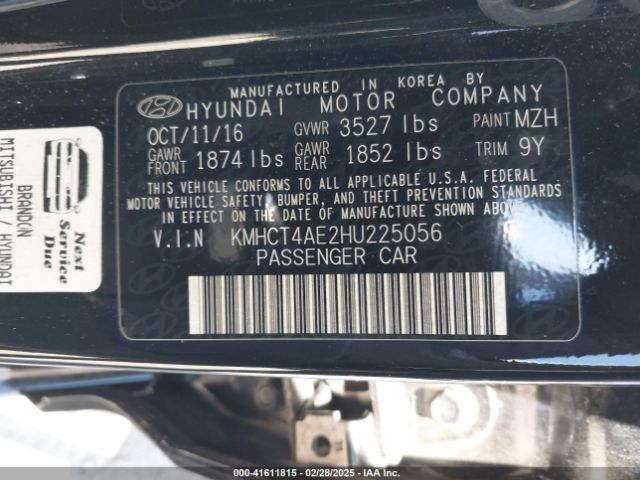 MANUFACTURED IN KOREA BY
HYUNDAI MOTOR COMPANY
OCT/11/16 GVWR 3527 lbs PAINT MZH
GAWR FRONT 1874 lbs GAWR REAR 1852 lbs TRIM 9Y
THIS VEHICLE CONFORMS TO ALL APPLICABLE U.S.A. FEDERAL
MOTOR VEHICLE SAFETY, BUMPER, AND THEFT PREVENTION STANDARDS
IN EFFECT ON THE DATE OF MANUFACTURE SHOWN ABOVE.
V.I.N KMHCT4AE2HU225056
PASSENGER CAR
Next
Service
Due
BRANDON
MITSUBISHI / HYUNDAI
000-41611815 - 02/28/2025 - IAA Inc.